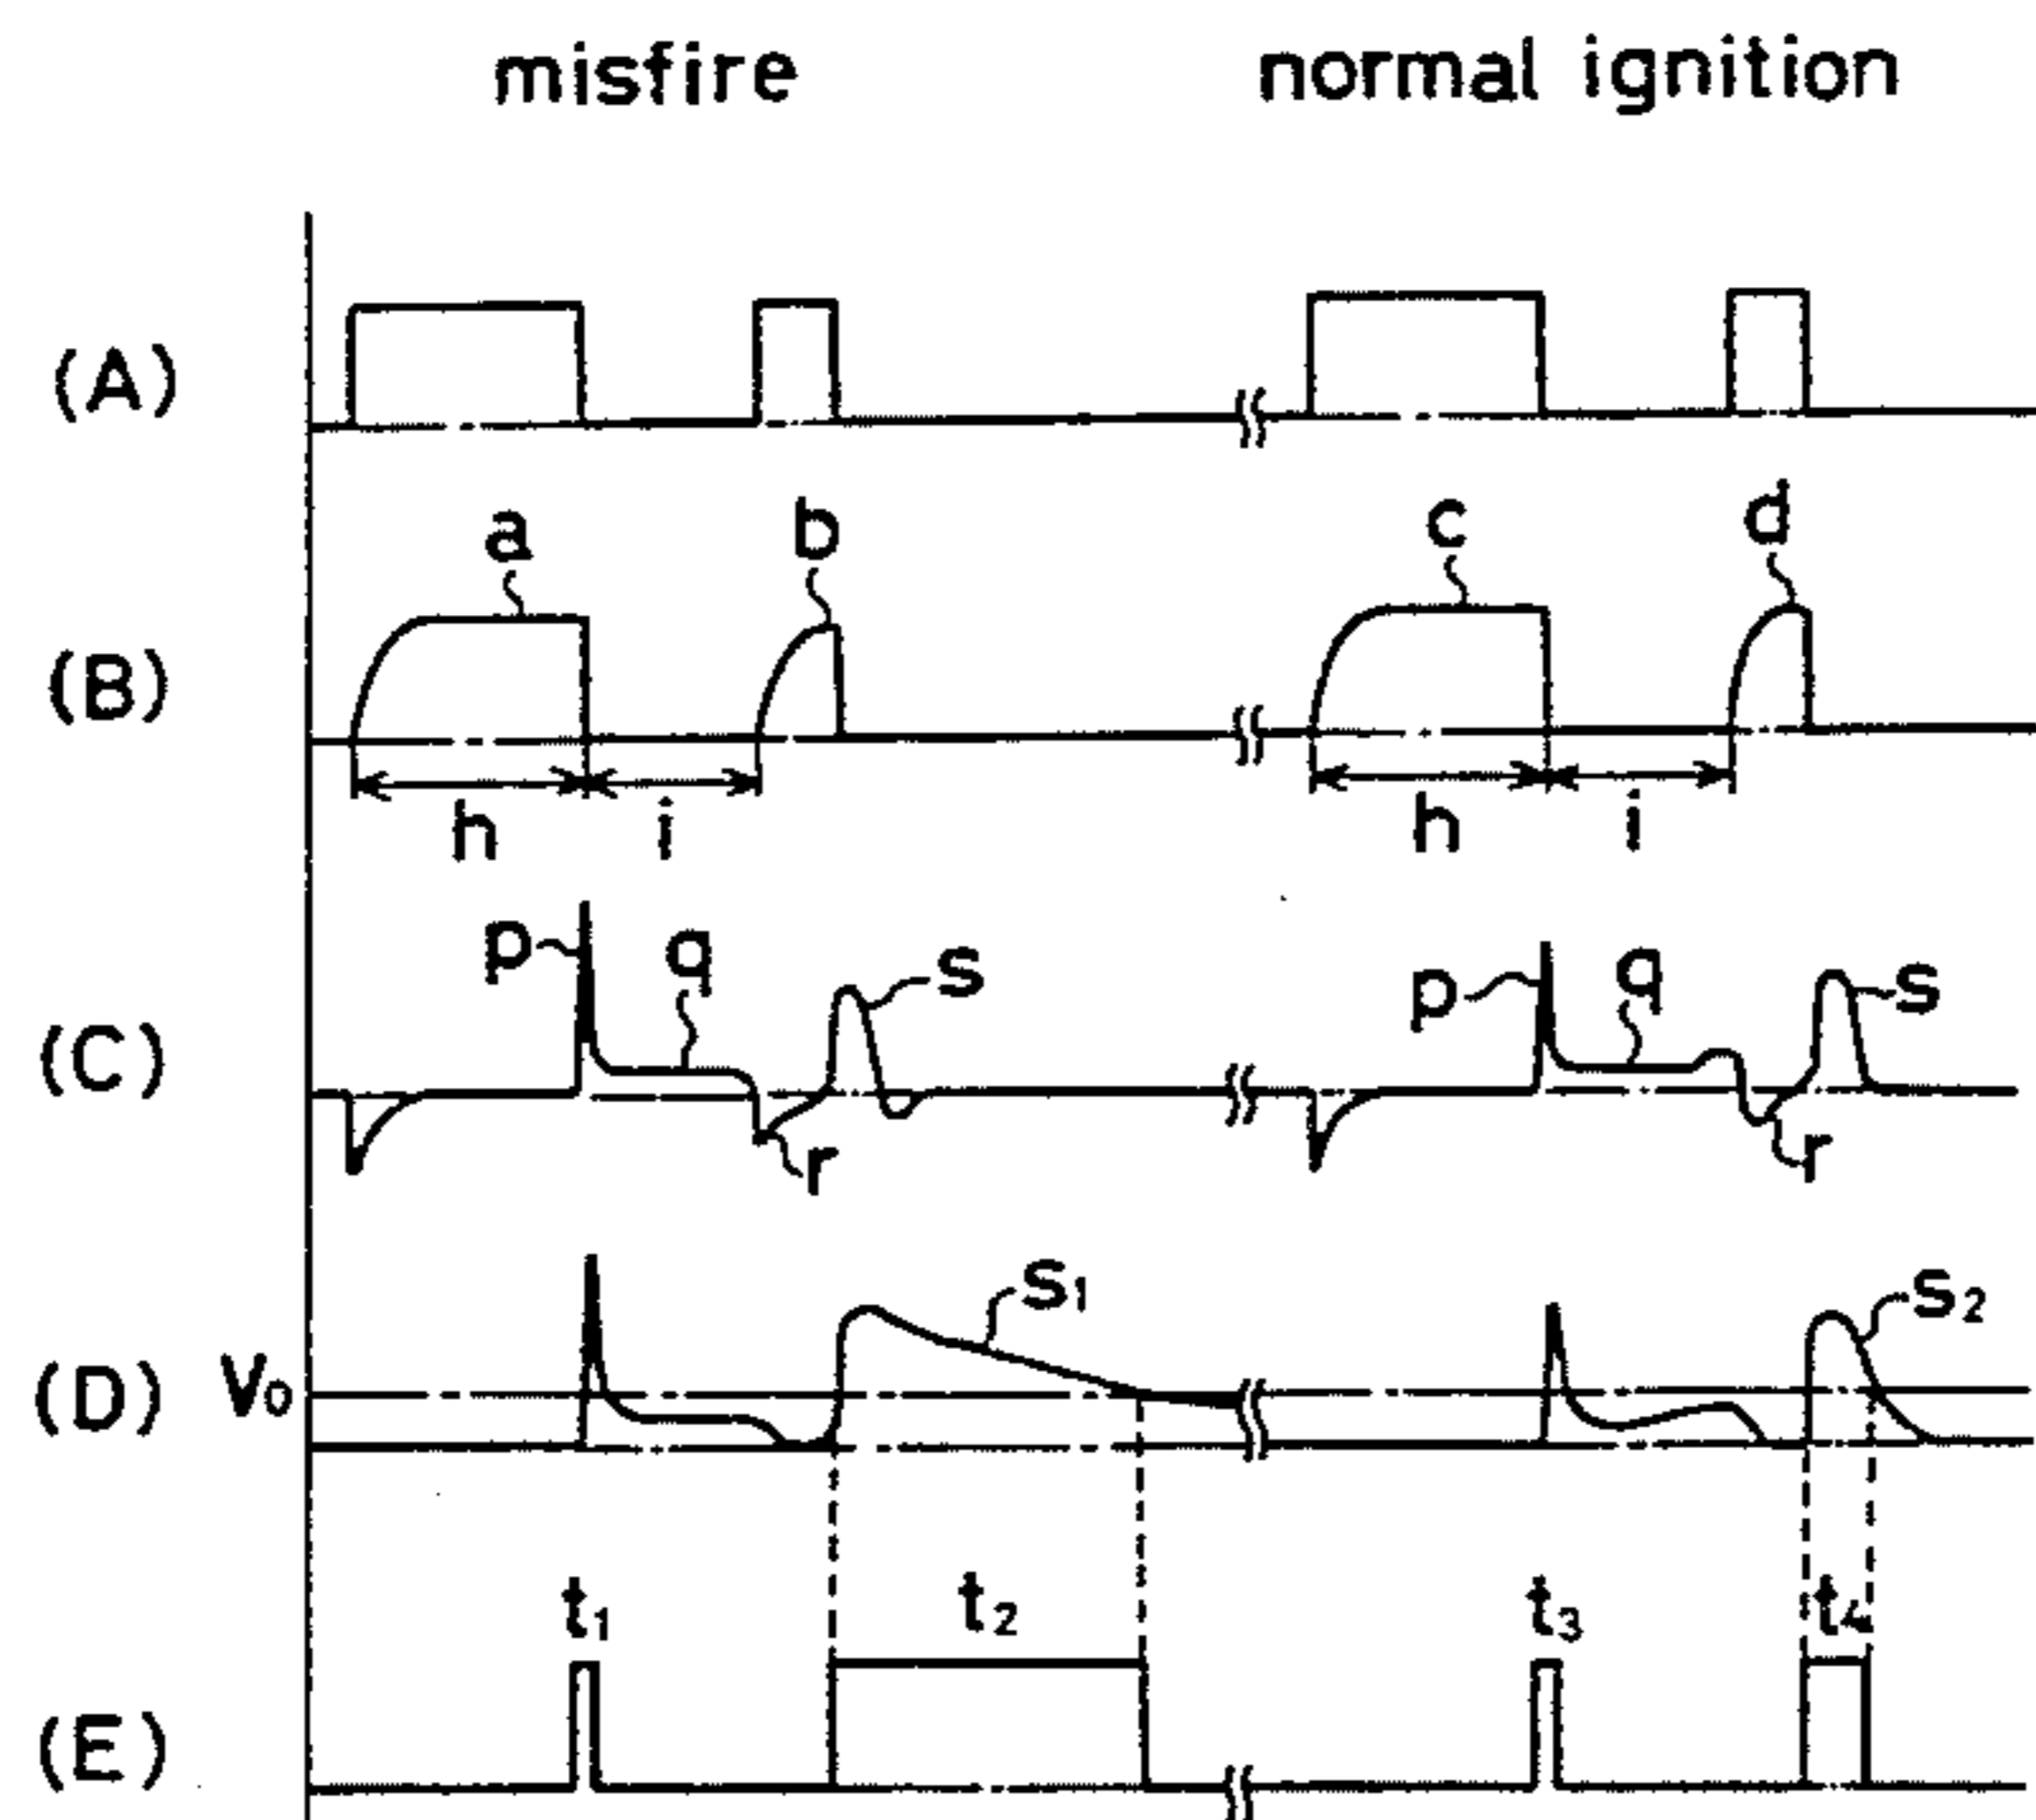 misfire normal ignition
(A)
a b c d
(B)
h i h i
p q s p q s
(C)
r r
s1 s2
(D) V0
t1 t2 t3 t4
(E)